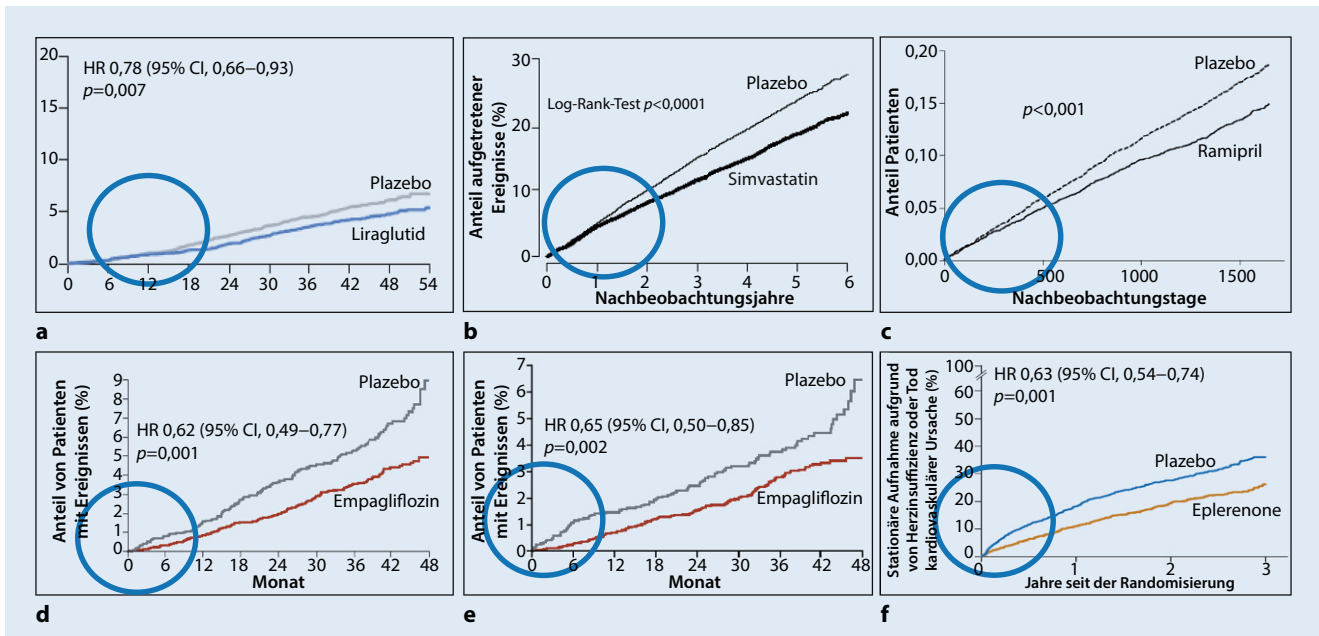 20
15
10
5
0
HR 0,78 (95% CI, 0,66–0,93)
p=0,007
Plazebo
Liraglutid
0 6 12 18 24 30 36 42 48 54
a
Anteil aufgetretener
Ereignisse (%)
30
20
10
0
Log-Rank-Test p<0,0001
Plazebo
Simvastatin
0 1 2 3 4 5 6
Nachbeobachtungsjahre
b
Anteil Patienten
0,20
0,15
0,10
0,05
0,00
p<0,001
Plazebo
Ramipril
0 500 1000 1500
Nachbeobachtungstage
c
Anteil von Patienten
mit Ereignissen (%)
9
8
7
6
5
4
3
2
1
0
Plazebo
HR 0,62 (95% CI, 0,49–0,77)
p=0,001
Empagliflozin
0 6 12 18 24 30 36 42 48
Monat
d
Anteil von Patienten
mit Ereignissen (%)
7
6
5
4
3
2
1
0
Plazebo
HR 0,65 (95% CI, 0,50–0,85)
p=0,002
Empagliflozin
0 6 12 18 24 30 36 42 48
Monat
e
Stationäre Aufnahme aufgrund
von Herzinsuffizienz oder Tod
kardiovaskulärer Ursache (%)
100
60
60
50
40
30
20
10
0
HR 0,63 (95% CI, 0,54–0,74)
p=0,001
Plazebo
Eplerenone
0 1 2 3
Jahre seit der Randomisierung
f